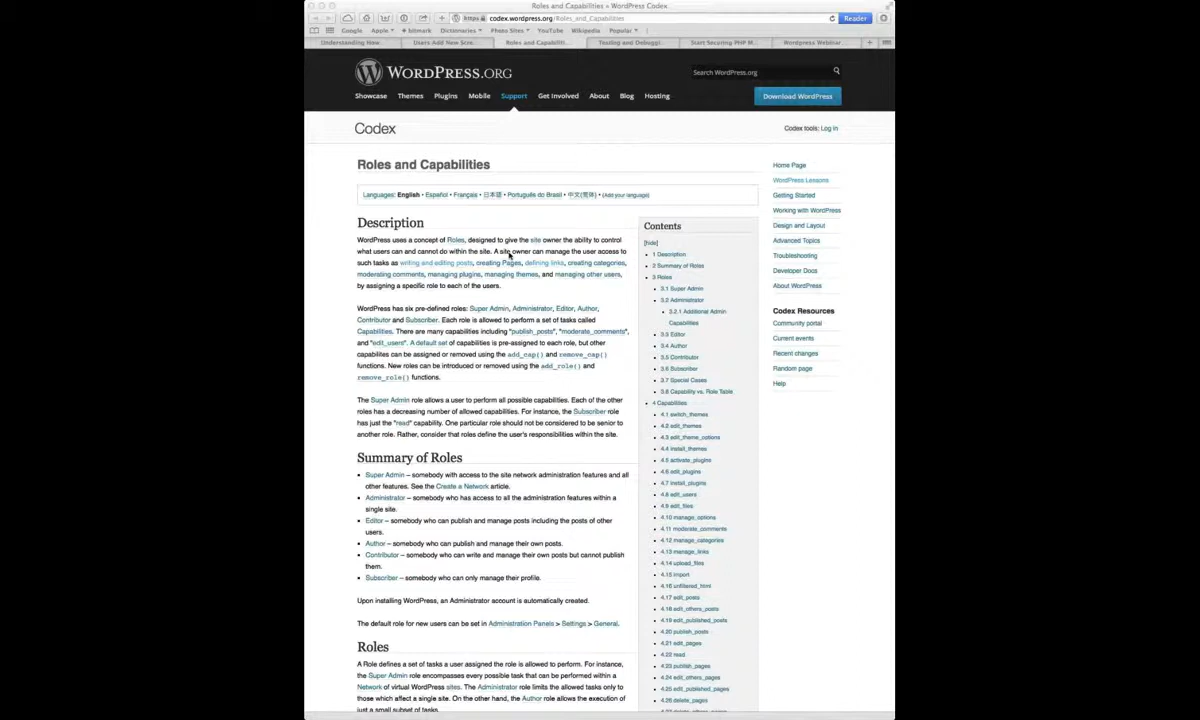 Roles and Capabilities « WordPress Codex
https codex.wordpress.org/Roles_and_Capabilities Reader
Google Apple bitmark Dictionaries Photo Sites YouTube Wikipedia Popular
Understanding New... Users Add New Scre... Roles and Capabiliti... Testing and Debuggi... Start Securing PHP M... Wordpress Webinar...
WORDPRESS.ORG
Search WordPress.org
Showcase Themes Plugins Mobile Support Get Involved About Blog Hosting
Download WordPress
Codex
Codex tools: Log in
Roles and Capabilities
Languages: English • Español • Français • 日本語 • Português do Brasil • 中文(简体) • (Add your language)
Description
WordPress uses a concept of Roles, designed to give the site owner the ability to control
what users can and cannot do within the site. A site owner can manage the user access to
such tasks as writing and editing posts, creating Pages, defining links, creating categories,
moderating comments, managing plugins, managing themes, and managing other users,
by assigning a specific role to each of the users.
WordPress has six pre-defined roles: Super Admin, Administrator, Editor, Author,
Contributor and Subscriber. Each role is allowed to perform a set of tasks called
Capabilities. There are many capabilities including "publish_posts", "moderate_comments",
and "edit_users". A default set of capabilities is pre-assigned to each role, but other
capabilites can be assigned or removed using the add_cap() and remove_cap()
functions. New roles can be introduced or removed using the add_role() and
remove_role() functions.
The Super Admin role allows a user to perform all possible capabilities. Each of the other
roles has a decreasing number of allowed capabilities. For instance, the Subscriber role
has just the "read" capability. One particular role should not be considered to be senior to
another role. Rather, consider that roles define the user's responsibilities within the site.
Summary of Roles
• Super Admin – somebody with access to the site network administration features and all
other features. See the Create a Network article.
• Administrator – somebody who has access to all the administration features within a
single site.
• Editor – somebody who can publish and manage posts including the posts of other
users.
• Author – somebody who can publish and manage their own posts.
• Contributor – somebody who can write and manage their own posts but cannot publish
them.
• Subscriber – somebody who can only manage their profile.
Upon installing WordPress, an Administrator account is automatically created.
The default role for new users can be set in Administration Panels > Settings > General.
Roles
A Role defines a set of tasks a user assigned the role is allowed to perform. For instance,
the Super Admin role encompasses every possible task that can be performed within a
Network of virtual WordPress sites. The Administrator role limits the allowed tasks only to
those which affect a single site. On the other hand, the Author role allows the execution of
just a small subset of tasks.
Contents
[hide]
1 Description
2 Summary of Roles
3 Roles
3.1 Super Admin
3.2 Administrator
3.2.1 Additional Admin
Capabilities
3.3 Editor
3.4 Author
3.5 Contributor
3.6 Subscriber
3.7 Special Cases
3.8 Capability vs. Role Table
4 Capabilities
4.1 switch_themes
4.2 edit_themes
4.3 edit_theme_options
4.4 install_themes
4.5 activate_plugins
4.6 edit_plugins
4.7 install_plugins
4.8 edit_users
4.9 edit_files
4.10 manage_options
4.11 moderate_comments
4.12 manage_categories
4.13 manage_links
4.14 upload_files
4.15 import
4.16 unfiltered_html
4.17 edit_posts
4.18 edit_others_posts
4.19 edit_published_posts
4.20 publish_posts
4.21 edit_pages
4.22 read
4.23 publish_pages
4.24 edit_others_pages
4.25 edit_published_pages
4.26 delete_pages
Home Page
WordPress Lessons
Getting Started
Working with WordPress
Design and Layout
Advanced Topics
Troubleshooting
Developer Docs
About WordPress
Codex Resources
Community portal
Current events
Recent changes
Random page
Help